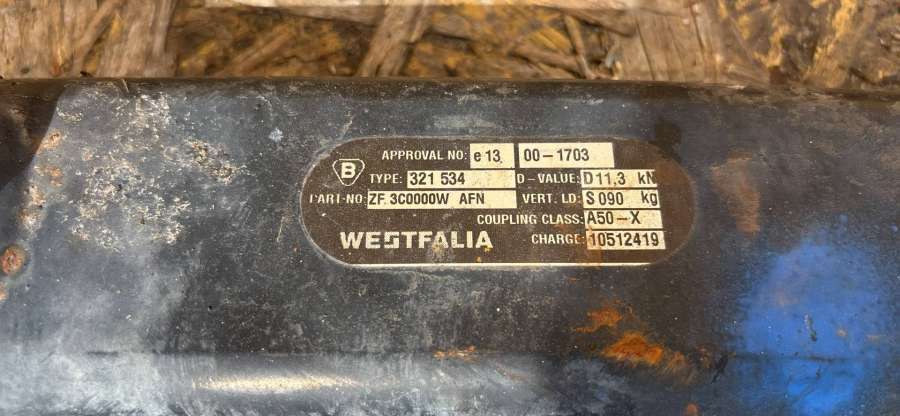 B
APPROVAL NO: e 13 00-1703
TYPE: 321 534 D-VALUE: D 11,3 kN
PART-NO: ZF.3C0000W AFN VERT. LD: S 090 kg
COUPLING CLASS: A50-X
WESTFALIA CHARGE: 10512419